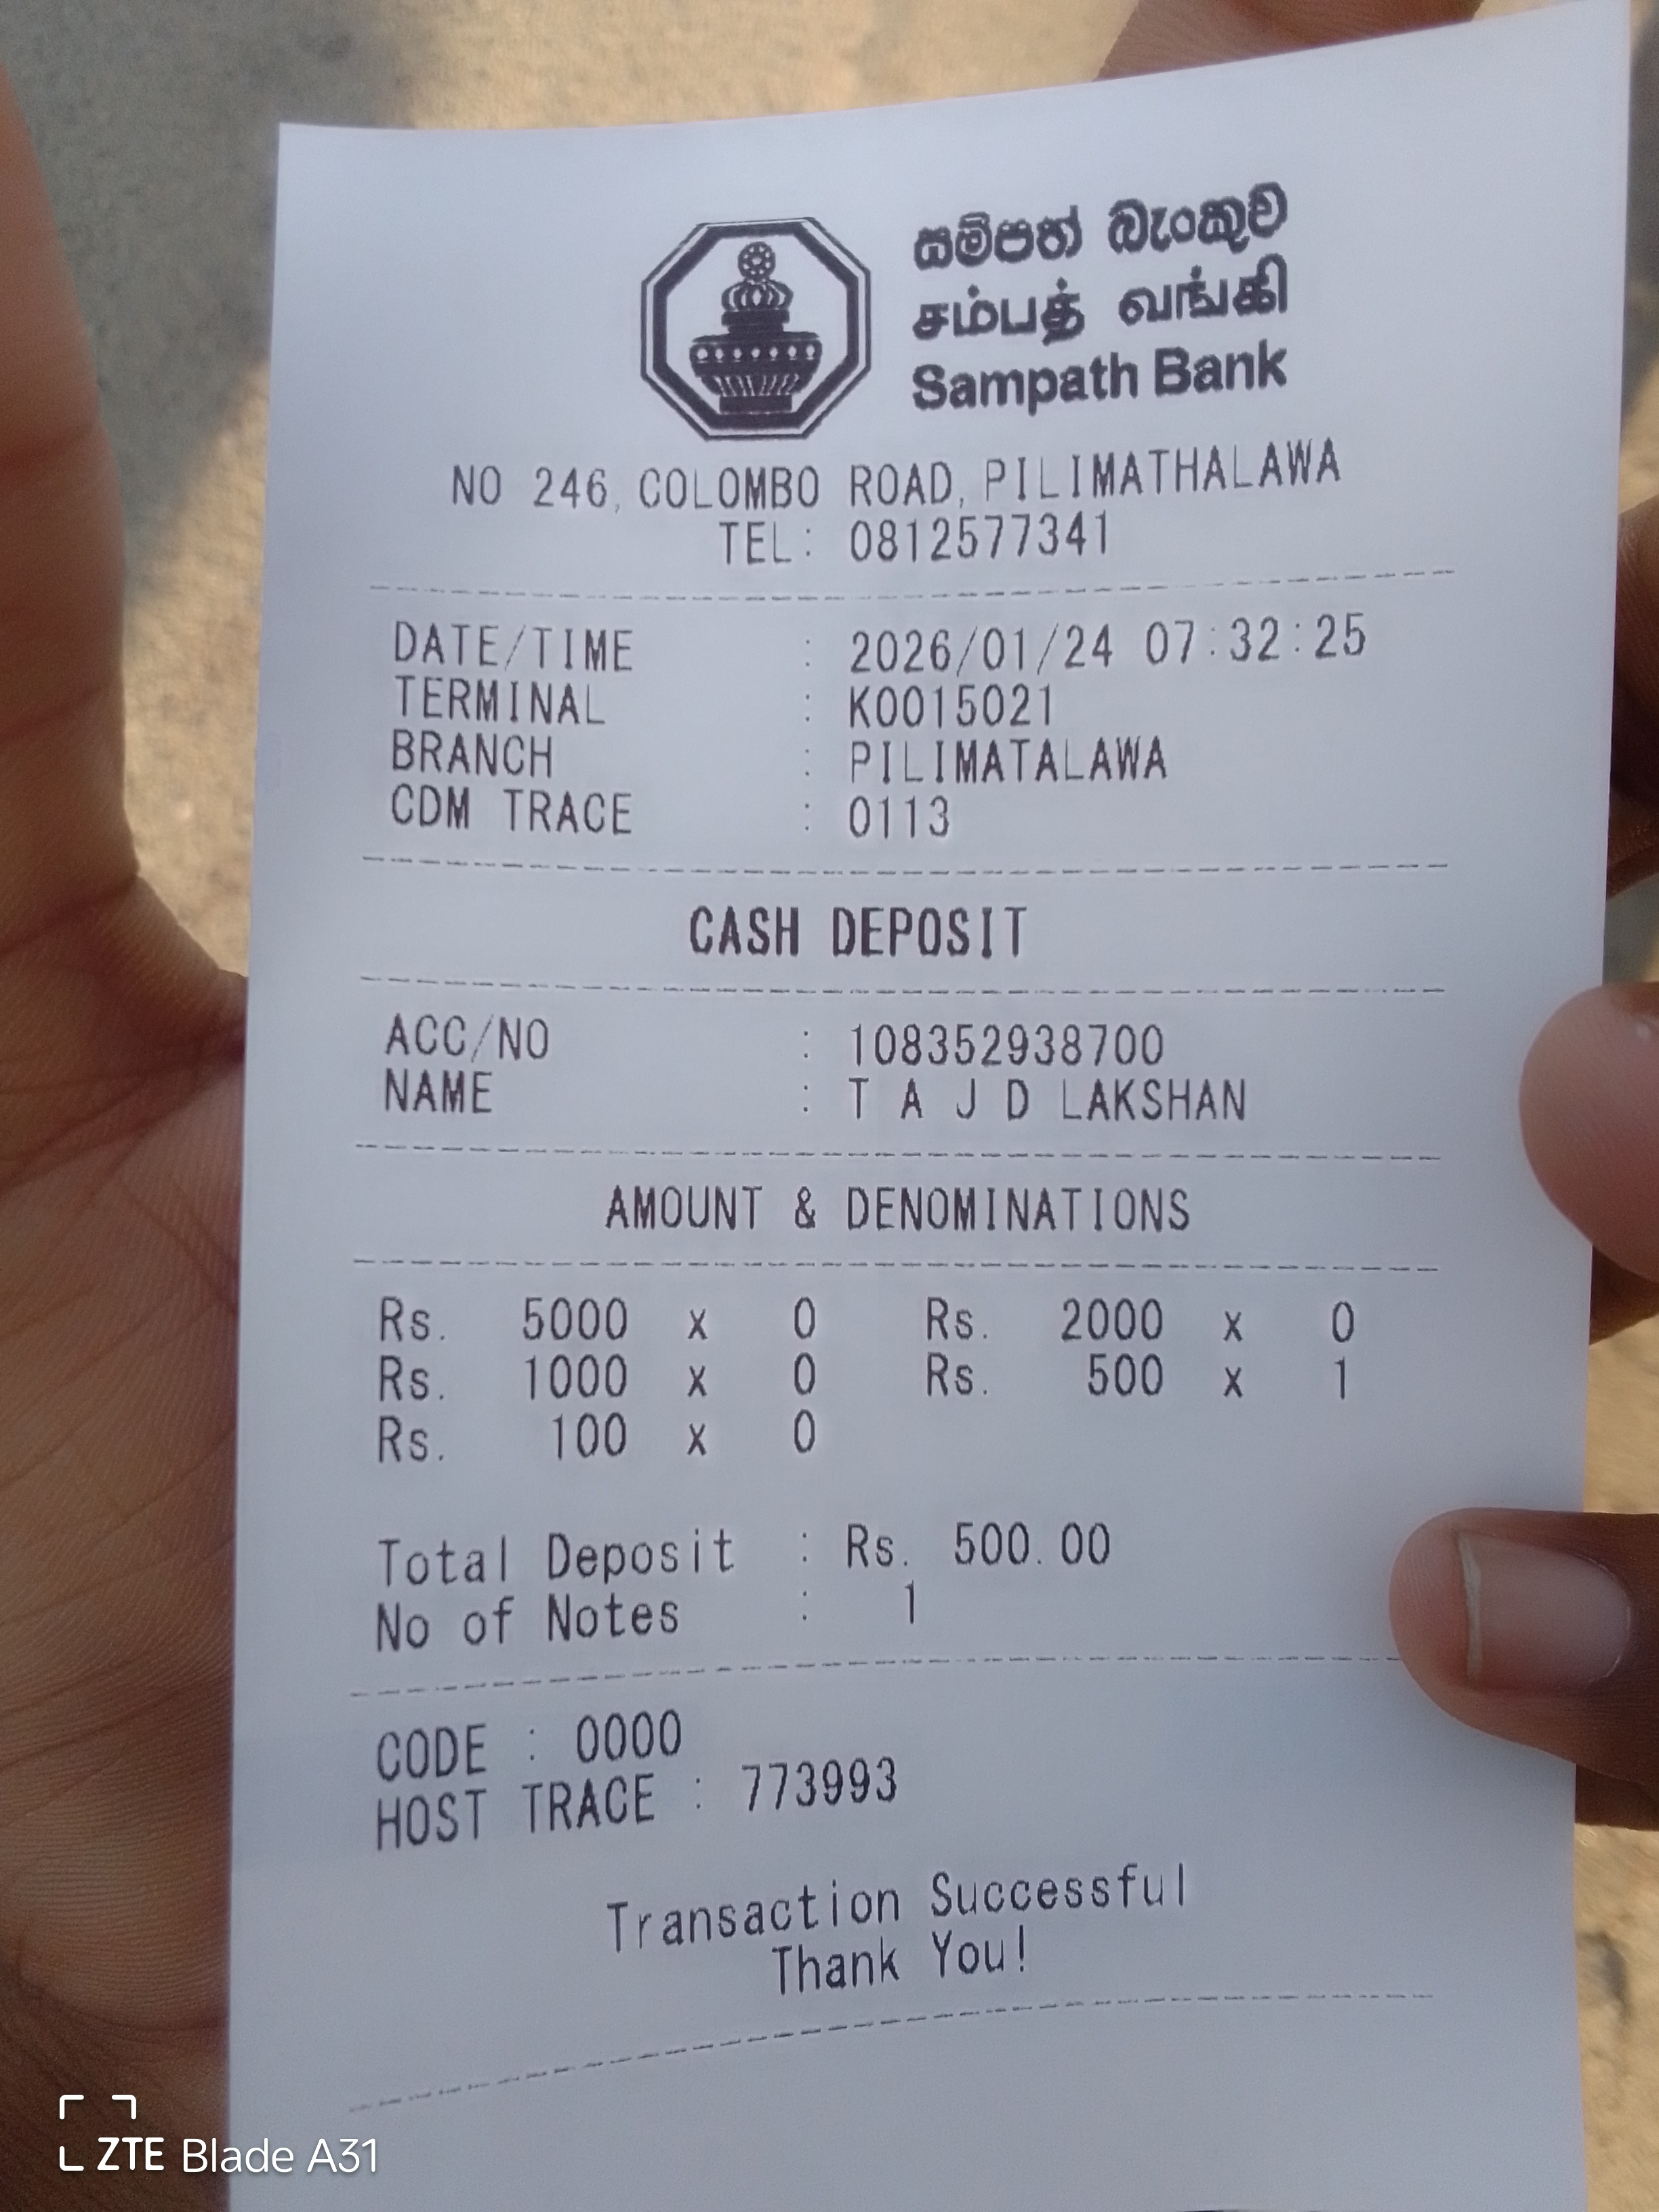 සම්පත් බැංකුව
சம்பத் வங்கி
Sampath Bank
NO 246, COLOMBO ROAD, PILIMATHALAWA
TEL: 0812577341
DATE/TIME : 2026/01/24 07:32:25
TERMINAL : K0015021
BRANCH : PILIMATALAWA
CDM TRACE : 0113
CASH DEPOSIT
ACC/NO : 108352938700
NAME : T A J D LAKSHAN
AMOUNT & DENOMINATIONS
Rs. 5000 x 0 Rs. 2000 x 0
Rs. 1000 x 0 Rs. 500 x 1
Rs. 100 x 0
Total Deposit : Rs. 500.00
No of Notes : 1
CODE : 0000
HOST TRACE : 773993
Transaction Successful
Thank You!
ZTE Blade A31